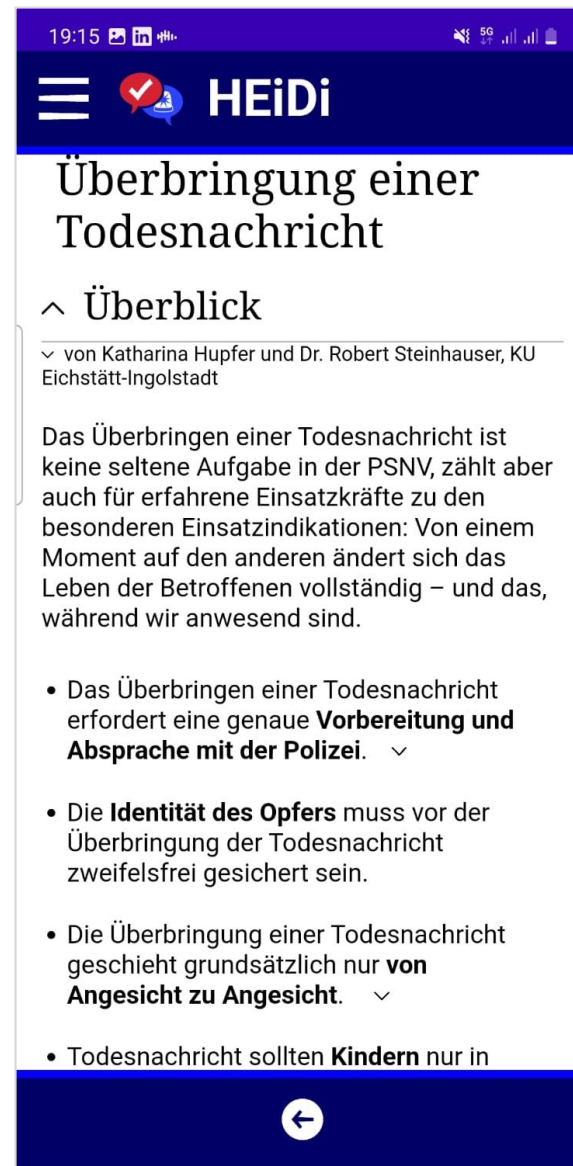 19:15
5G
HEiDi
Überbringung einer
Todesnachricht
Überblick
von Katharina Hupfer und Dr. Robert Steinhauser, KU
Eichstätt-Ingolstadt
Das Überbringen einer Todesnachricht ist
keine seltene Aufgabe in der PSNV, zählt aber
auch für erfahrene Einsatzkräfte zu den
besonderen Einsatzindikationen: Von einem
Moment auf den anderen ändert sich das
Leben der Betroffenen vollständig – und das,
während wir anwesend sind.
• Das Überbringen einer Todesnachricht
erfordert eine genaue Vorbereitung und
Absprache mit der Polizei.
• Die Identität des Opfers muss vor der
Überbringung der Todesnachricht
zweifelsfrei gesichert sein.
• Die Überbringung einer Todesnachricht
geschieht grundsätzlich nur von
Angesicht zu Angesicht.
• Todesnachricht sollten Kindern nur in